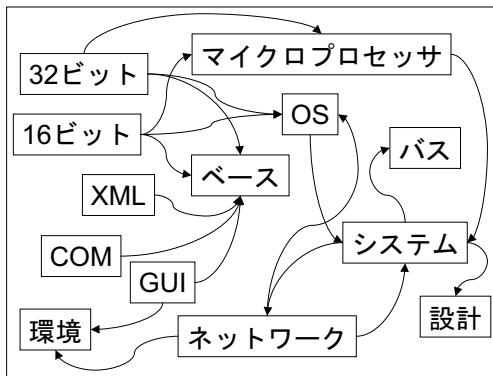 マイクロプロセッサ
32ビット
OS
16ビット
バス
ベース
XML
システム
COM
GUI
設計
環境
ネットワーク